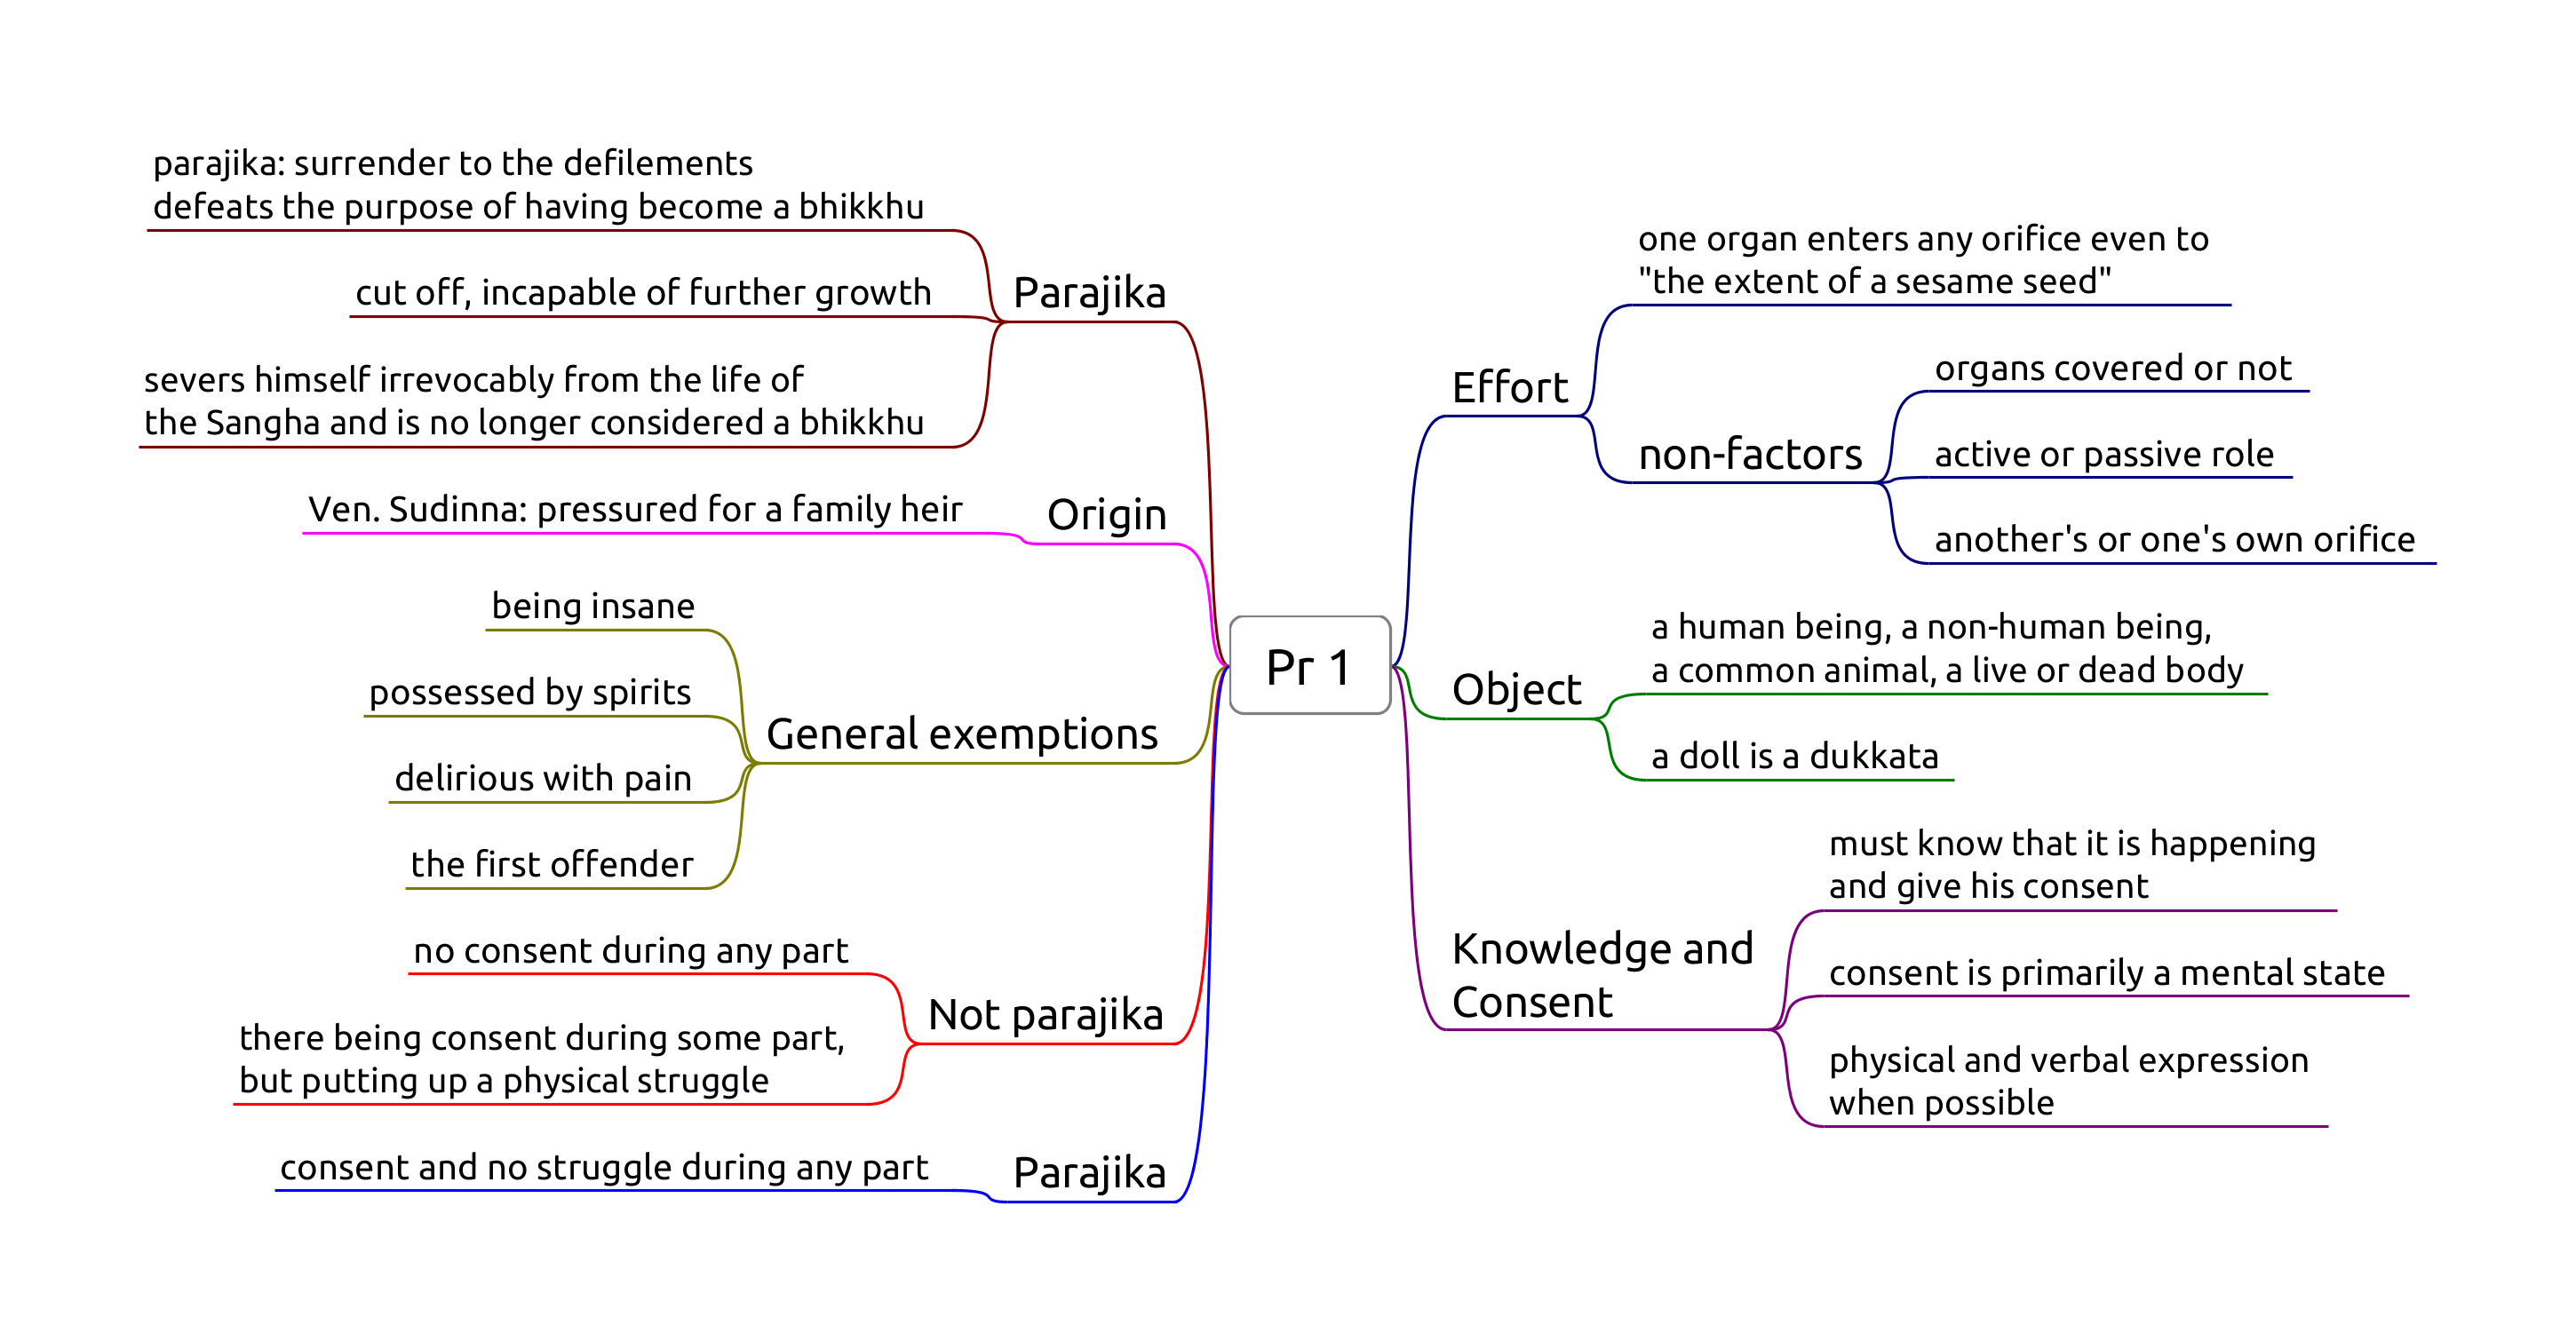 parajika: surrender to the defilements
defeats the purpose of having become a bhikkhu
cut off, incapable of further growth
severs himself irrevocably from the life of
the Sangha and is no longer considered a bhikkhu
Parajika
Ven. Sudinna: pressured for a family heir
Origin
being insane
possessed by spirits
delirious with pain
the first offender
General exemptions
no consent during any part
there being consent during some part,
but putting up a physical struggle
Not parajika
consent and no struggle during any part
Parajika
Pr 1
Effort
one organ enters any orifice even to
"the extent of a sesame seed"
non-factors
organs covered or not
active or passive role
another's or one's own orifice
Object
a human being, a non-human being,
a common animal, a live or dead body
a doll is a dukkata
Knowledge and
Consent
must know that it is happening
and give his consent
consent is primarily a mental state
physical and verbal expression
when possible